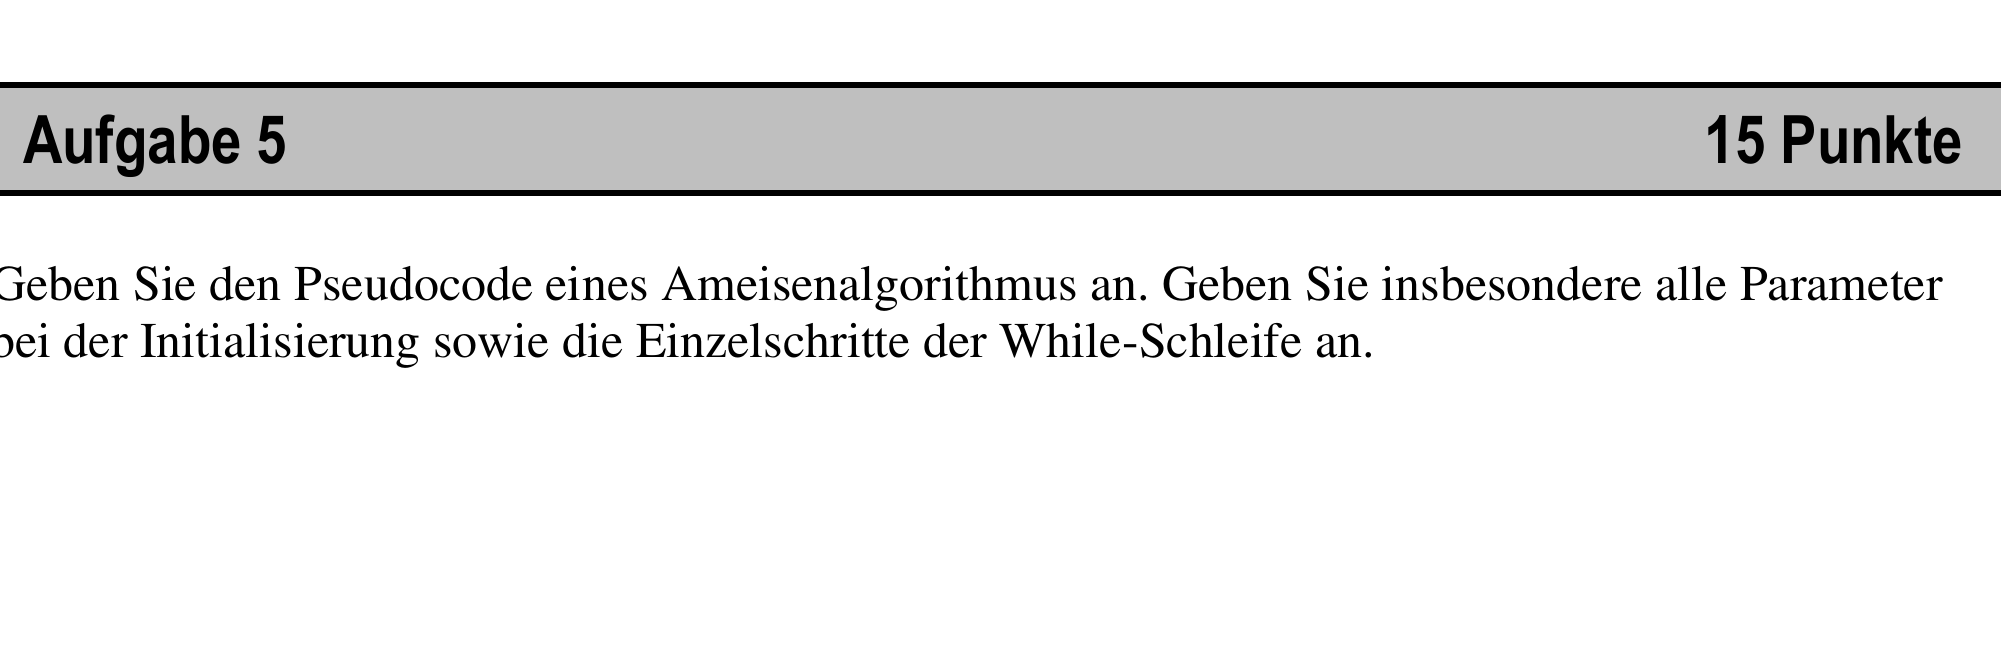 Aufgabe 5 15 Punkte
Geben Sie den Pseudocode eines Ameisenalgorithmus an. Geben Sie insbesondere alle Parameter
bei der Initialisierung sowie die Einzelschritte der While-Schleife an.